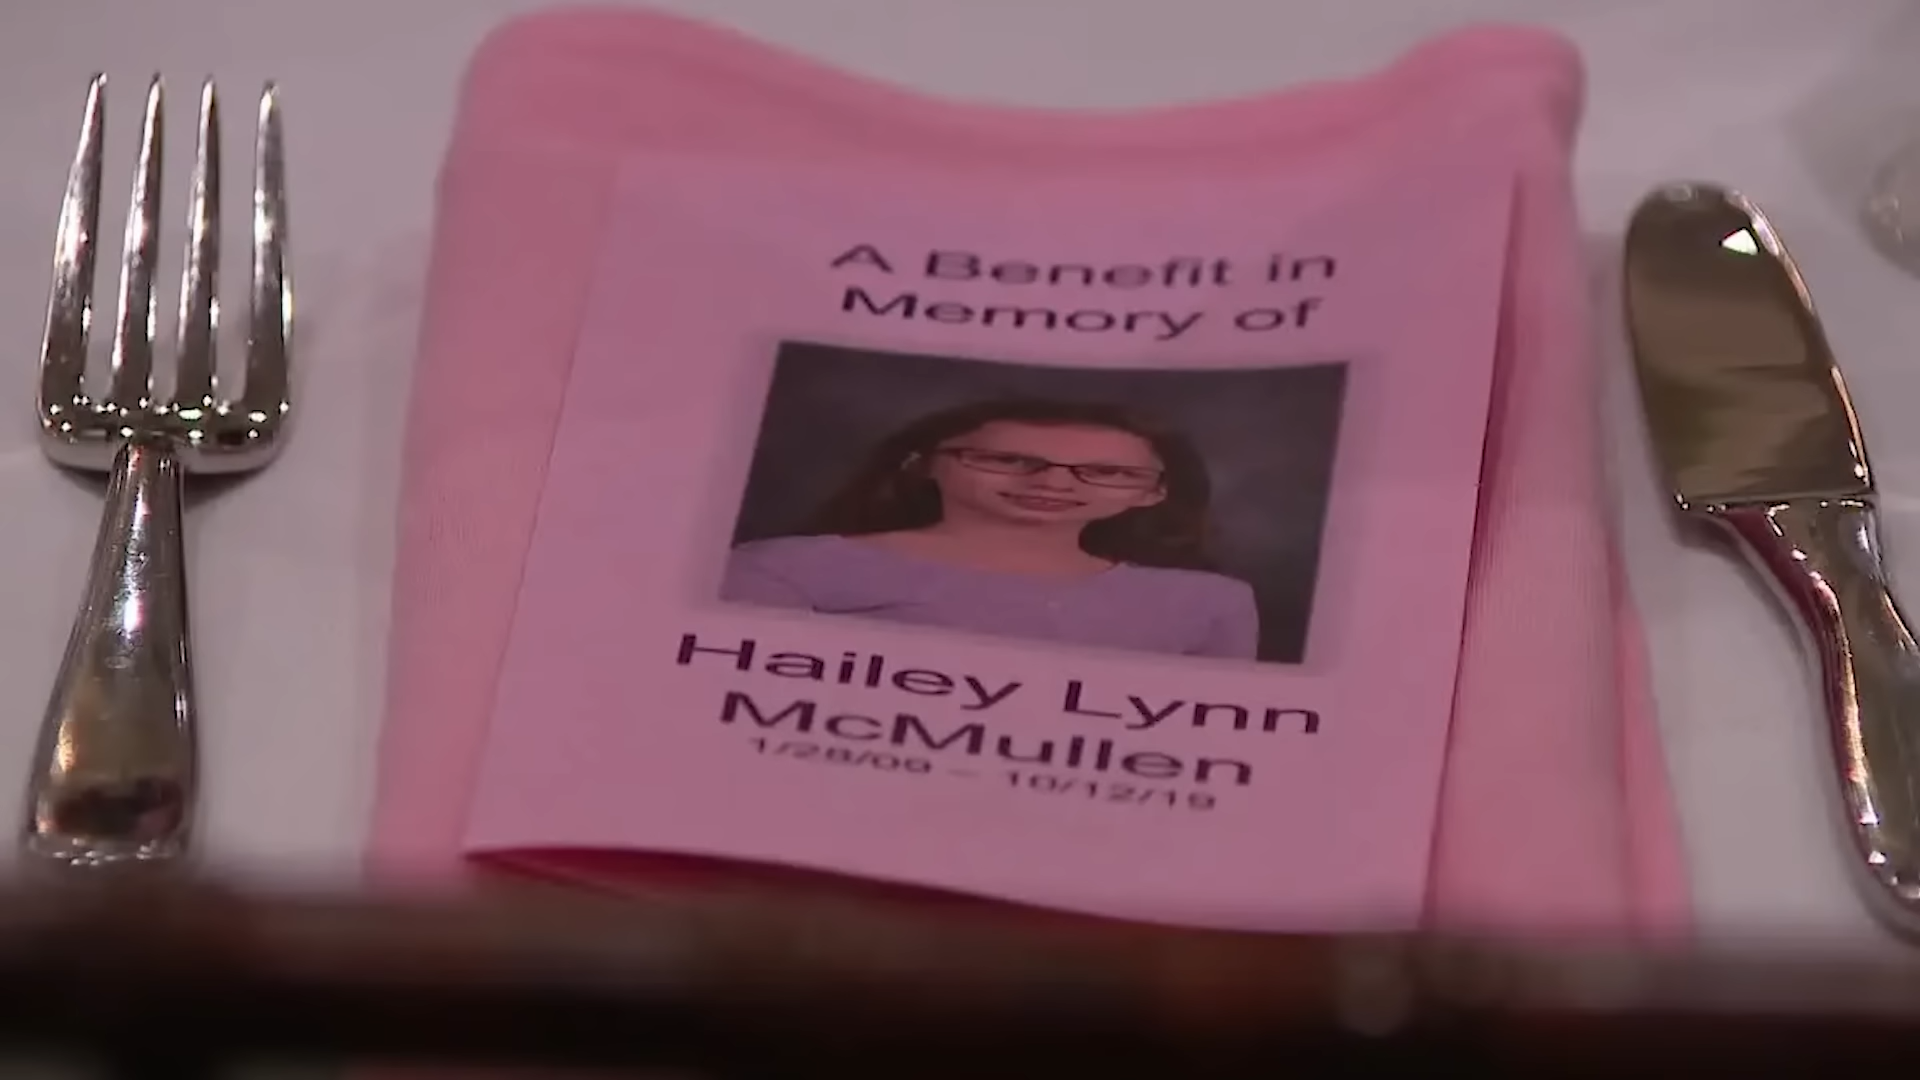 A Benefit in
Memory of
Hailey Lynn
McMullen
1/28/09 – 10/12/19